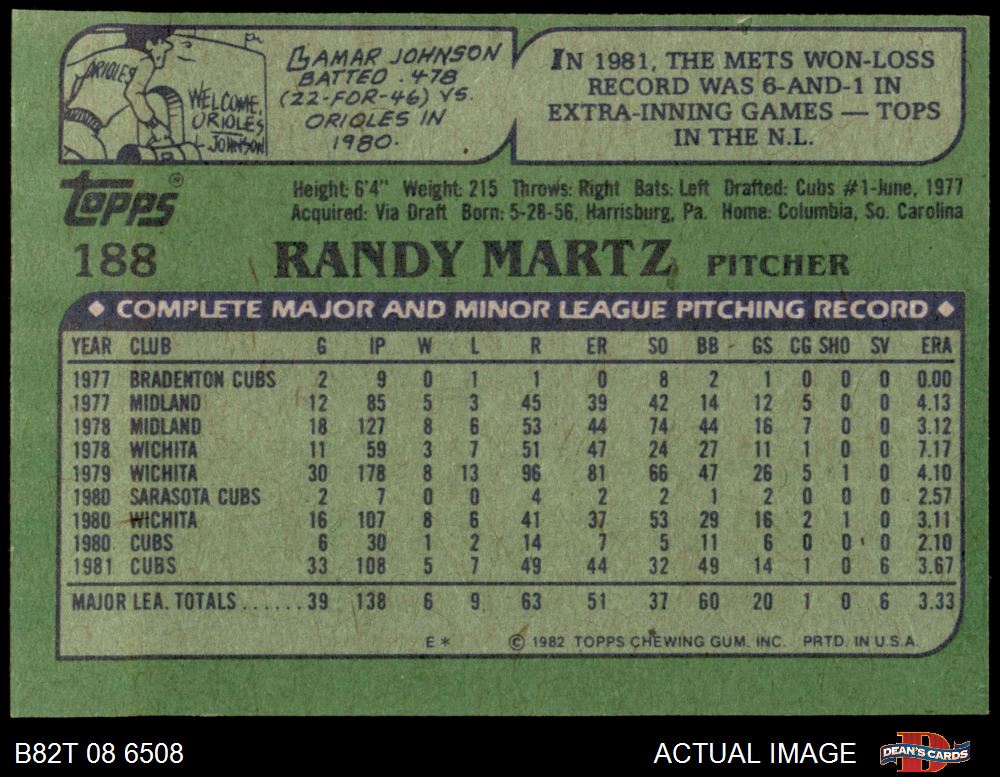 ORIOLES
WELCOME
ORIOLES
JOHNSON
LAMAR JOHNSON
BATTED .478
(22-FOR-46) VS.
ORIOLES IN
1980.
IN 1981, THE METS WON-LOSS
RECORD WAS 6-AND-1 IN
EXTRA-INNING GAMES — TOPS
IN THE N.L.
Topps®
Height: 6'4" Weight: 215 Throws: Right Bats: Left Drafted: Cubs #1-June, 1977
Acquired: Via Draft Born: 5-28-56, Harrisburg, Pa. Home: Columbia, So. Carolina
188 RANDY MARTZ PITCHER
◆ COMPLETE MAJOR AND MINOR LEAGUE PITCHING RECORD ◆
YEAR CLUB G IP W L R ER SO BB GS CG SHO SV ERA
1977 BRADENTON CUBS 2 9 0 1 1 0 8 2 1 0 0 0 0.00
1977 MIDLAND 12 85 5 3 45 39 42 14 12 5 0 0 4.13
1978 MIDLAND 18 127 8 6 53 44 74 44 16 7 0 0 3.12
1978 WICHITA 11 59 3 7 51 47 24 27 11 1 0 0 7.17
1979 WICHITA 30 178 8 13 96 81 66 47 26 5 1 0 4.10
1980 SARASOTA CUBS 2 7 0 0 4 2 2 1 2 0 0 0 2.57
1980 WICHITA 16 107 8 6 41 37 53 29 16 2 1 0 3.11
1980 CUBS 6 30 1 2 14 7 5 11 6 0 0 0 2.10
1981 CUBS 33 108 5 7 49 44 32 49 14 1 0 6 3.67
MAJOR LEA. TOTALS......39 138 6 9 63 51 37 60 20 1 0 6 3.33
E* © 1982 TOPPS CHEWING GUM. INC. PRTD. IN U.S.A.
B82T 08 6508 ACTUAL IMAGE DEAN'S CARDS